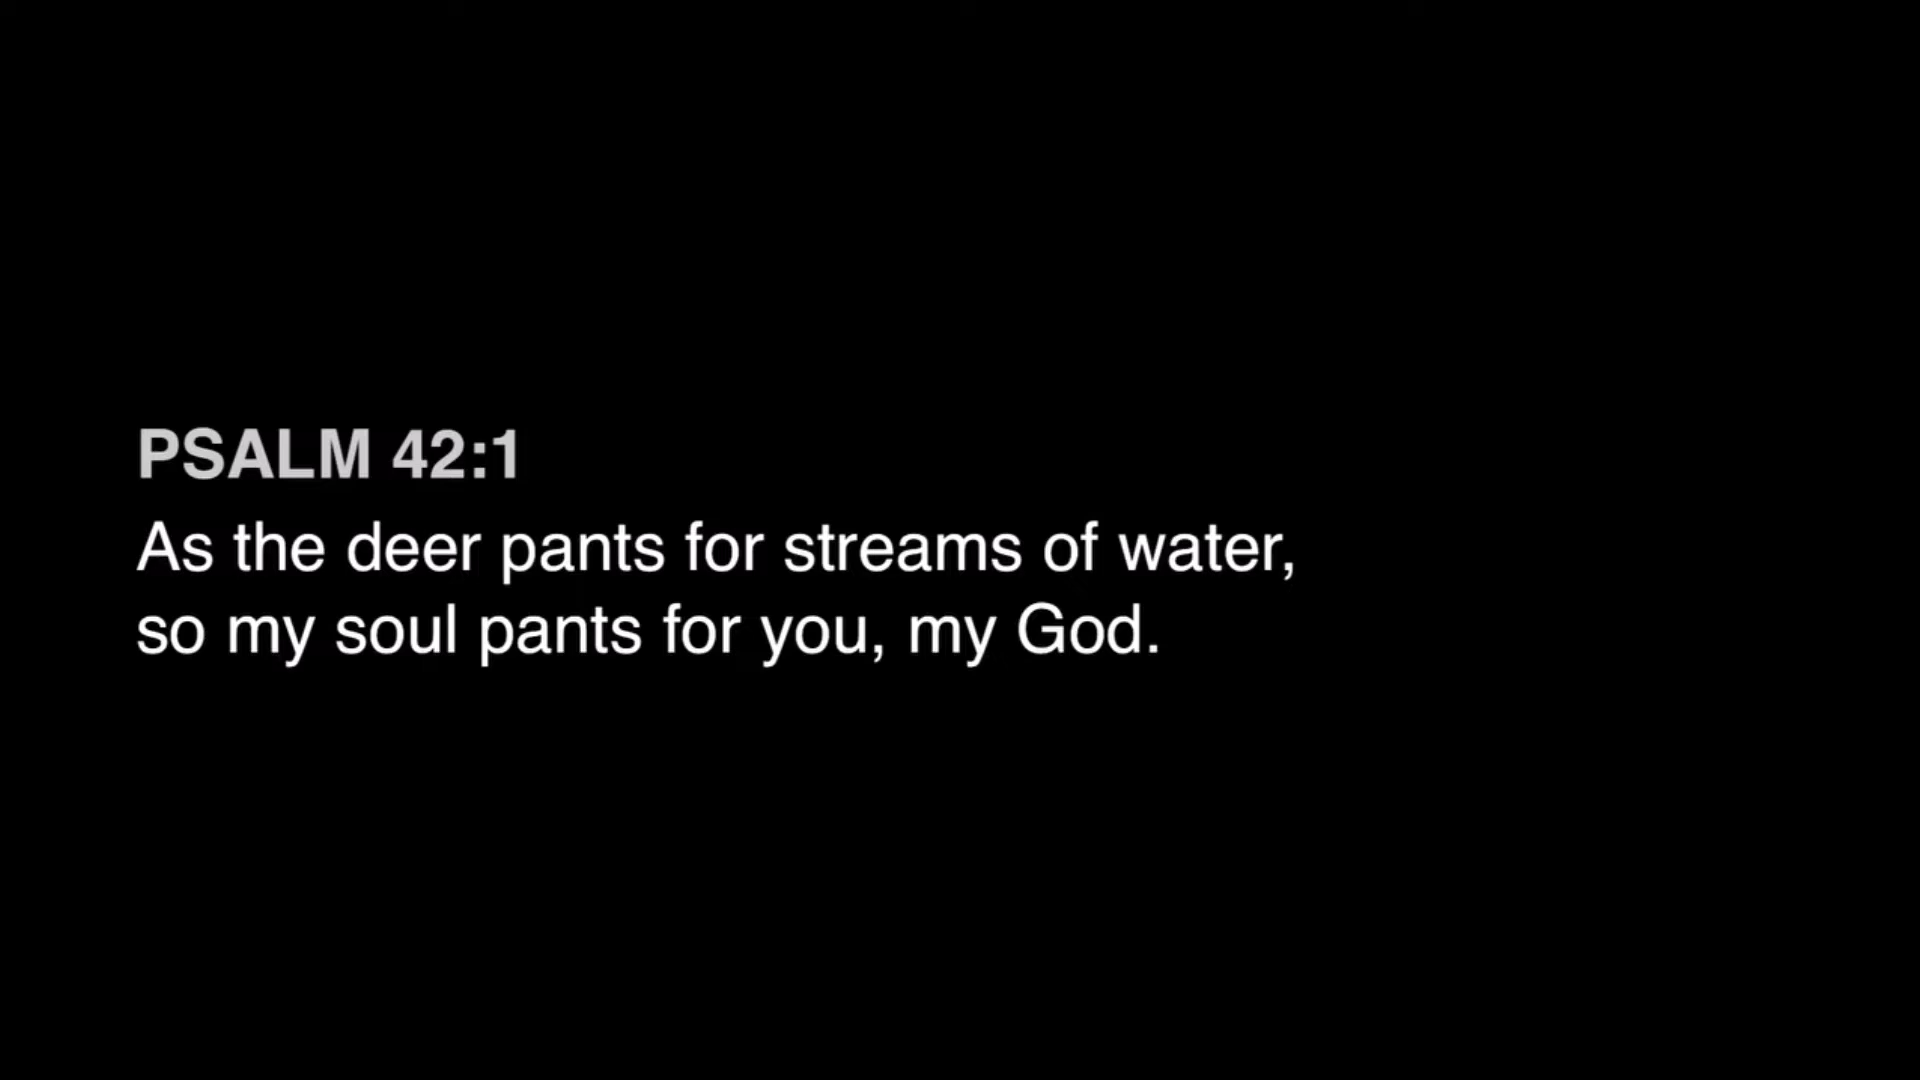 PSALM 42:1
As the deer pants for streams of water,
so my soul pants for you, my God.